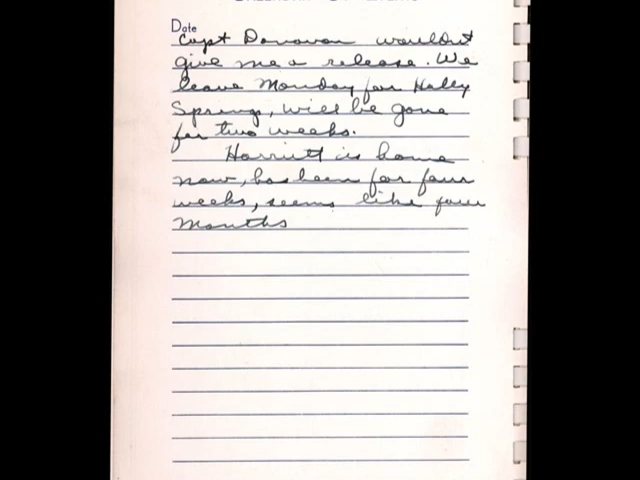 Date
Capt Donovan wouldn't
give me a release. We
leave Monday for Holly
Springs, will be gone
for two weeks.
Harriett is home
now, has been for four
weeks, seems like four
months